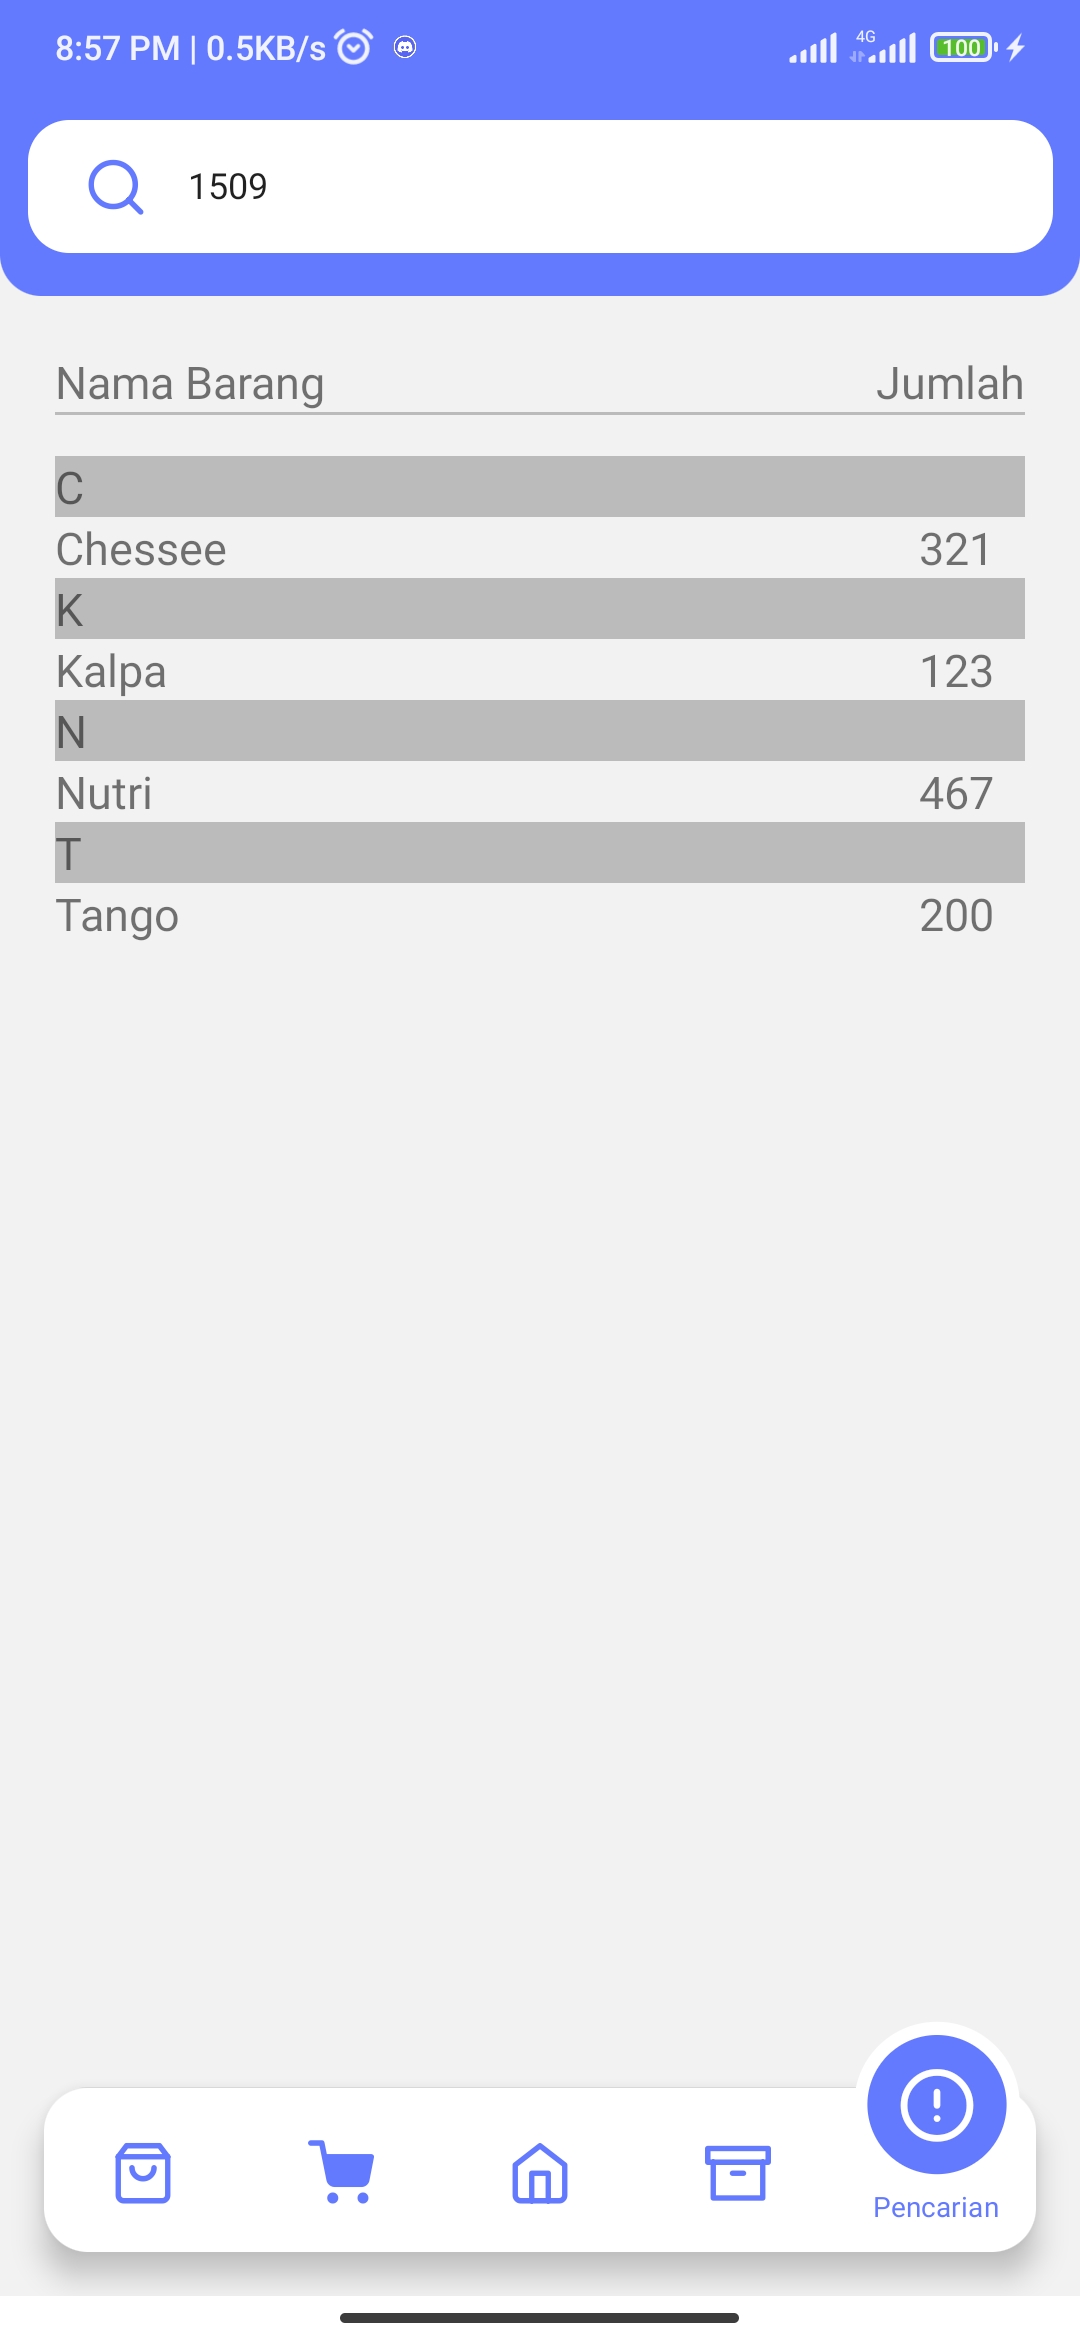 8:57 PM | 0.5KB/s 4G 100
1509
Nama Barang Jumlah
C
Chessee 321
K
Kalpa 123
N
Nutri 467
T
Tango 200
Pencarian